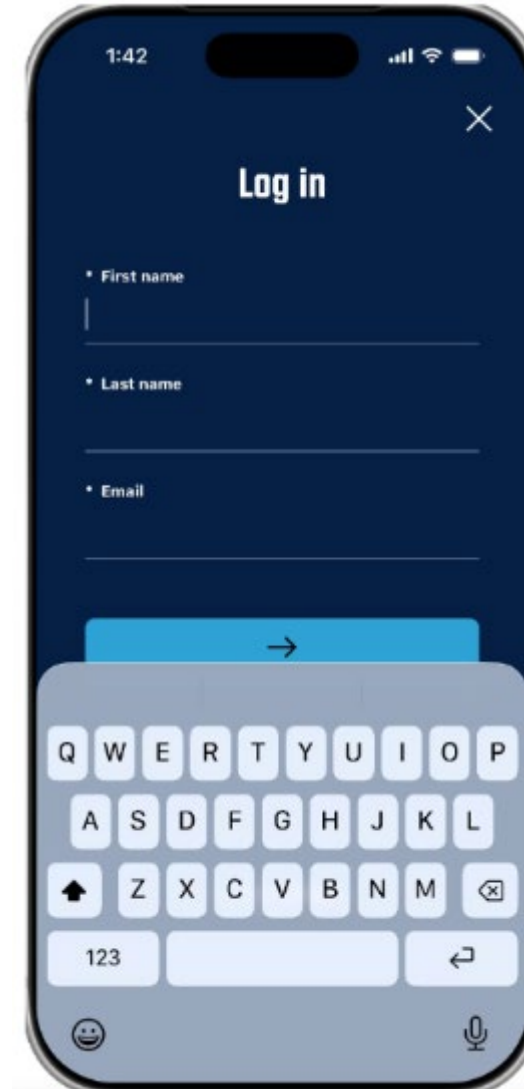 1:42
Log in
* First name
* Last name
* Email
Q W E R T Y U I O P
A S D F G H J K L
Z X C V B N M
123